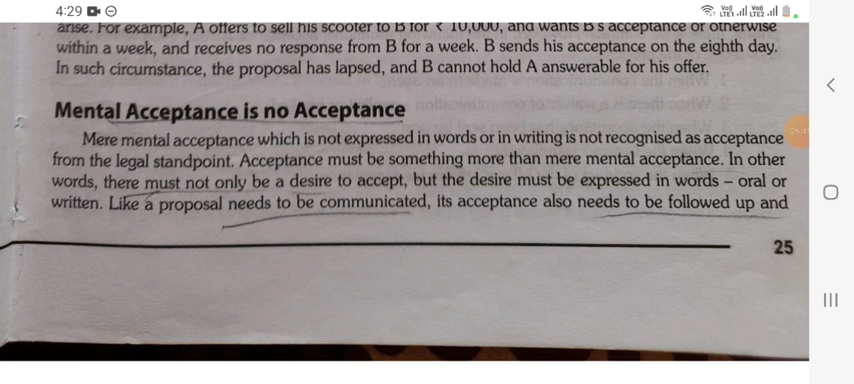 4:29
Vo) LTE1 Vo) LTE2
arise. For example, A offers to sell his scooter to B for ₹ 10,000, and wants B's acceptance or otherwise
within a week, and receives no response from B for a week. B sends his acceptance on the eighth day.
In such circumstance, the proposal has lapsed, and B cannot hold A answerable for his offer.
Mental Acceptance is no Acceptance
Mere mental acceptance which is not expressed in words or in writing is not recognised as acceptance
from the legal standpoint. Acceptance must be something more than mere mental acceptance. In other
words, there must not only be a desire to accept, but the desire must be expressed in words – oral or
written. Like a proposal needs to be communicated, its acceptance also needs to be followed up and
25